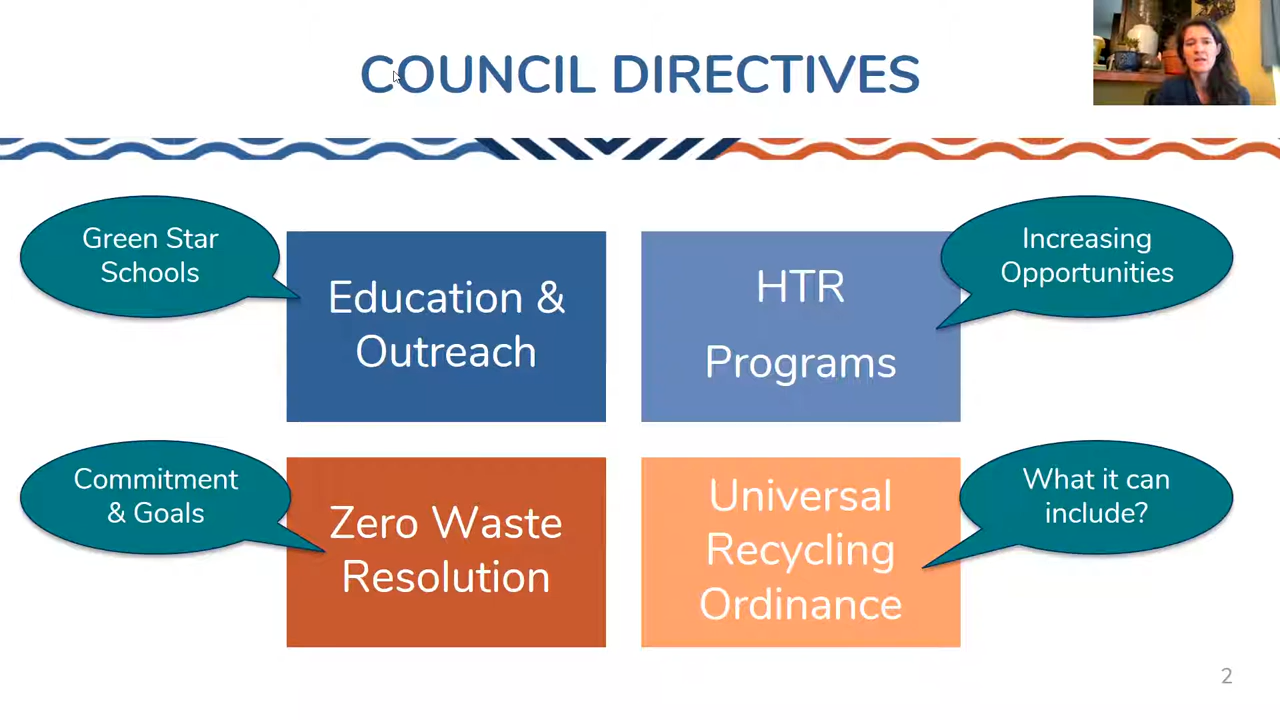 COUNCIL DIRECTIVES
Green Star
Schools
Education &
Outreach
HTR
Programs
Increasing
Opportunities
Commitment
& Goals
Zero Waste
Resolution
Universal
Recycling
Ordinance
What it can
include?
2